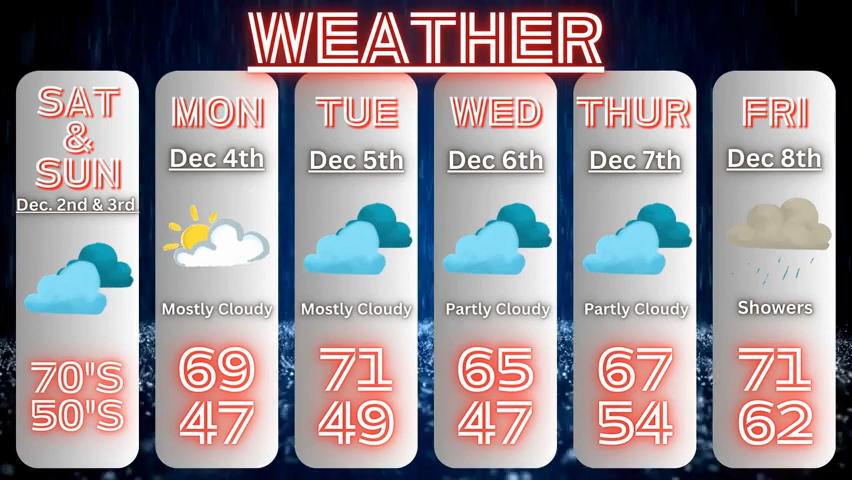 WEATHER
SAT
&
SUN
Dec. 2nd & 3rd
70'S
50'S
MON
Dec 4th
Mostly Cloudy
69
47
TUE
Dec 5th
Mostly Cloudy
71
49
WED
Dec 6th
Partly Cloudy
65
47
THUR
Dec 7th
Partly Cloudy
67
54
FRI
Dec 8th
Showers
71
62